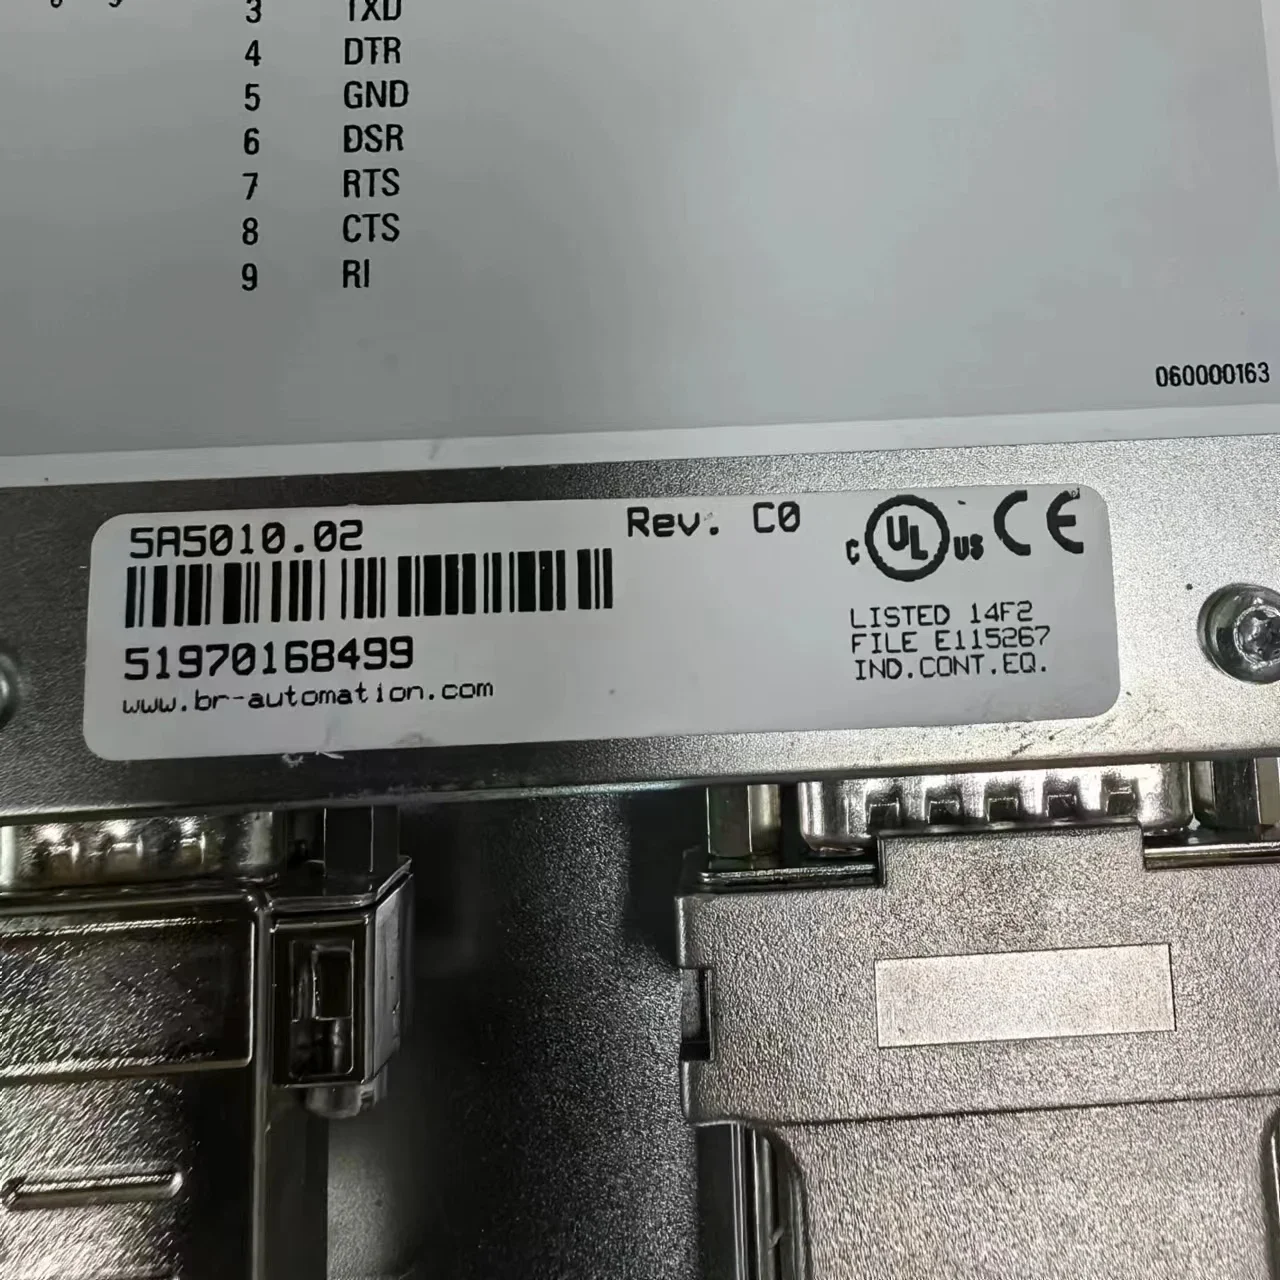 3 TXD
4 DTR
5 GND
6 DSR
7 RTS
8 CTS
9 RI
060000163
5A5010.02 Rev. C0
c UL us CE
51970168499
www.br-automation.com
LISTED 14F2
FILE E115267
IND.CONT.EQ.